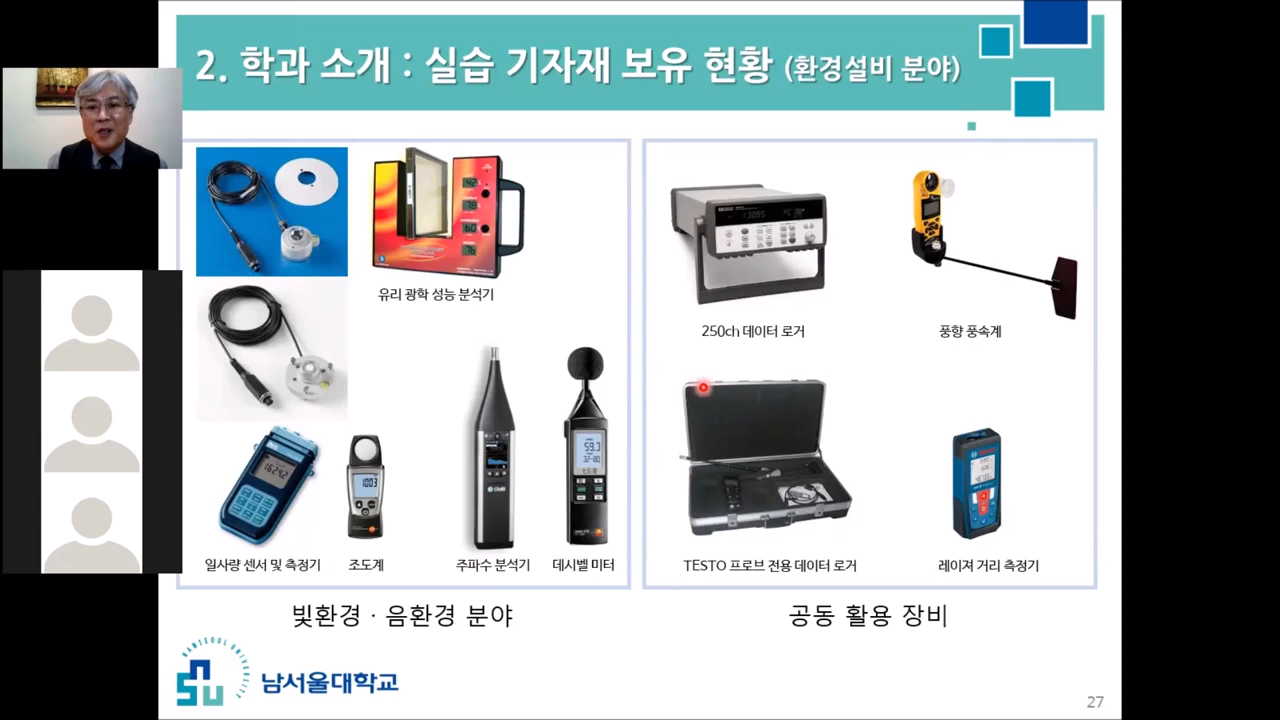 2. 학과 소개 : 실습 기자재 보유 현황 (환경설비 분야)
유리 광학 성능 분석기
일사량 센서 및 측정기
조도계
주파수 분석기
데시벨 미터
빛환경 · 음환경 분야
250ch 데이터 로거
풍향 풍속계
TESTO 프로브 전용 데이터 로거
레이져 거리 측정기
공동 활용 장비
NAMSEOUL UNIVERSITY
nsu
남서울대학교
27